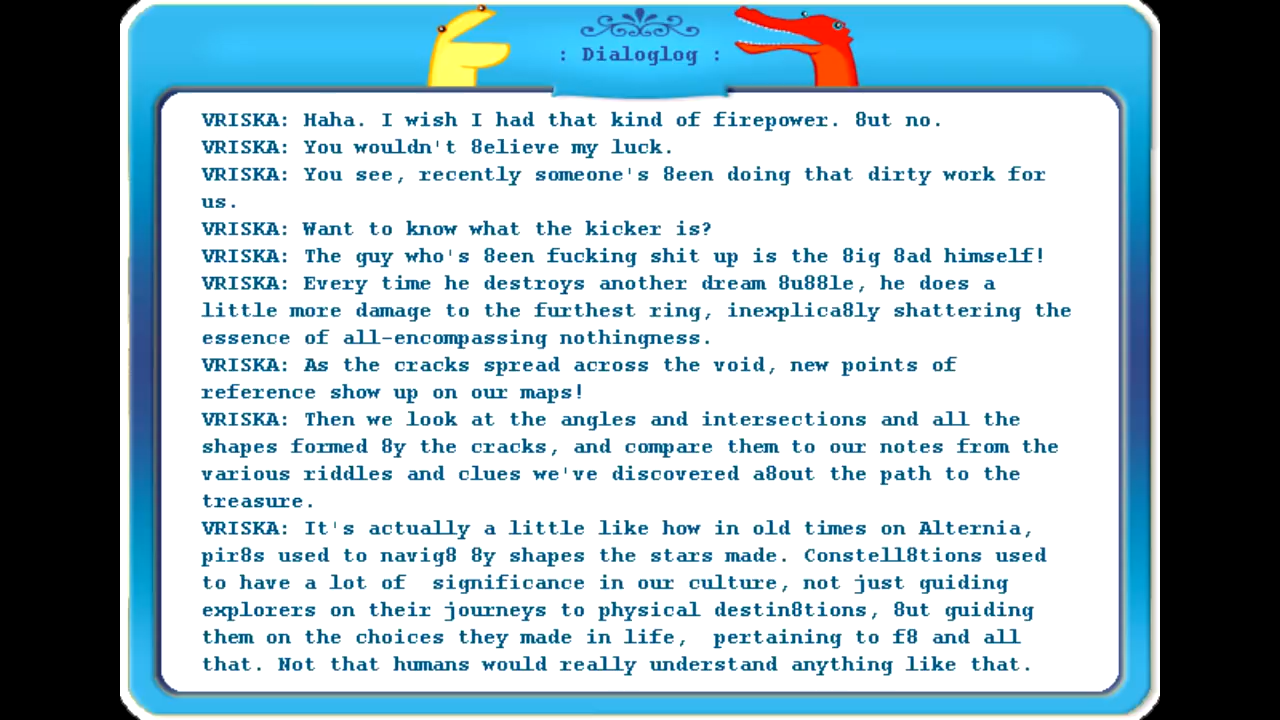 : Dialoglog :
VRISKA: Haha. I wish I had that kind of firepower. 8ut no.
VRISKA: You wouldn't 8elieve my luck.
VRISKA: You see, recently someone's 8een doing that dirty work for
us.
VRISKA: Want to know what the kicker is?
VRISKA: The guy who's 8een fucking shit up is the 8ig 8ad himself!
VRISKA: Every time he destroys another dream 8u88le, he does a
little more damage to the furthest ring, inexplica8ly shattering the
essence of all-encompassing nothingness.
VRISKA: As the cracks spread across the void, new points of
reference show up on our maps!
VRISKA: Then we look at the angles and intersections and all the
shapes formed 8y the cracks, and compare them to our notes from the
various riddles and clues we've discovered a8out the path to the
treasure.
VRISKA: It's actually a little like how in old times on Alternia,
pir8s used to navig8 8y shapes the stars made. Constell8tions used
to have a lot of  significance in our culture, not just guiding
explorers on their journeys to physical destin8tions, 8ut guiding
them on the choices they made in life,  pertaining to f8 and all
that. Not that humans would really understand anything like that.